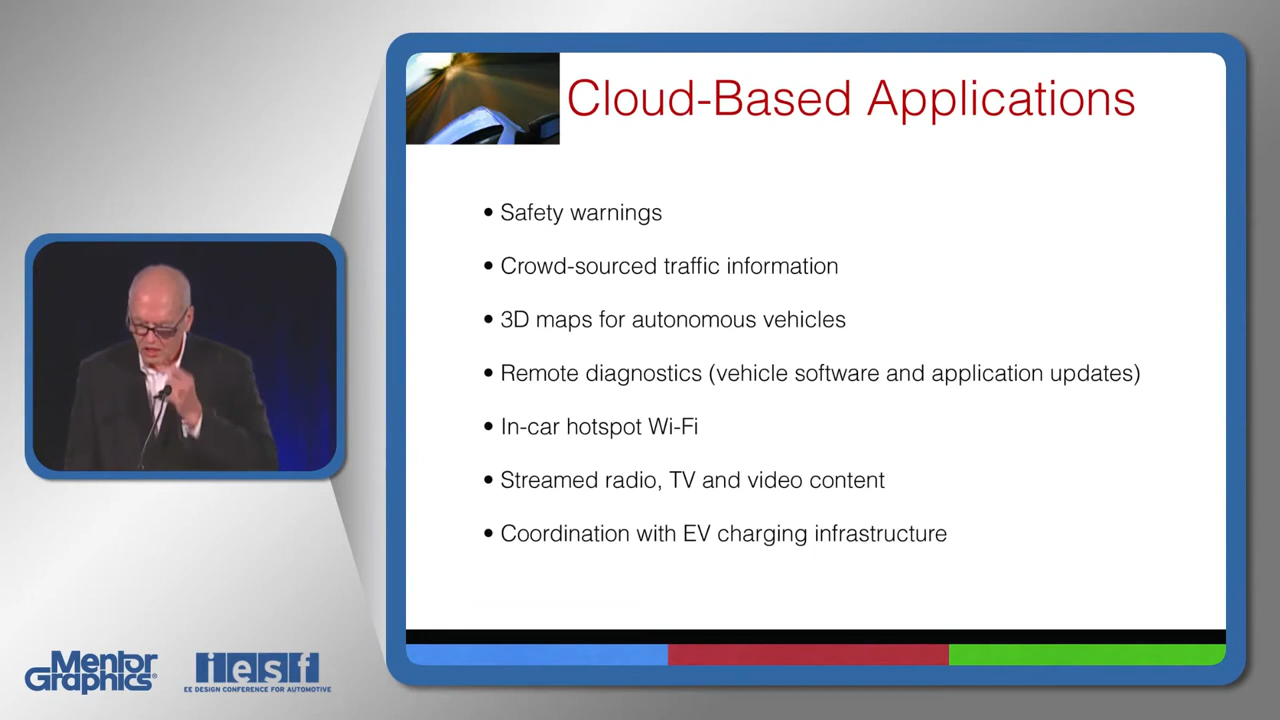 Cloud-Based Applications
• Safety warnings
• Crowd-sourced traffic information
• 3D maps for autonomous vehicles
• Remote diagnostics (vehicle software and application updates)
• In-car hotspot Wi-Fi
• Streamed radio, TV and video content
• Coordination with EV charging infrastructure
Mentor
Graphics®
iesf
EE DESIGN CONFERENCE FOR AUTOMOTIVE